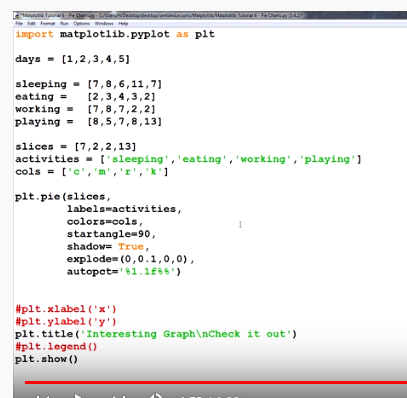 *Matplotlib Tutorial 6 - Pie Charts.py - C:/Users/H/Desktop/desktop/sentdexlessons/Matplotlib/Matplotlib Tutorial 6 - Pie Charts.py (3.4.2)*
File Edit Format Run Options Windows Help
import matplotlib.pyplot as plt
days = [1,2,3,4,5]
sleeping = [7,8,6,11,7]
eating =   [2,3,4,3,2]
working =  [7,8,7,2,2]
playing =  [8,5,7,8,13]
slices = [7,2,2,13]
activities = ['sleeping','eating','working','playing']
cols = ['c','m','r','k']
plt.pie(slices,
        labels=activities,
        colors=cols,
        startangle=90,
        shadow= True,
        explode=(0,0.1,0,0),
        autopct='%1.1f%%')
#plt.xlabel('x')
#plt.ylabel('y')
plt.title('Interesting Graph\nCheck it out')
#plt.legend()
plt.show()